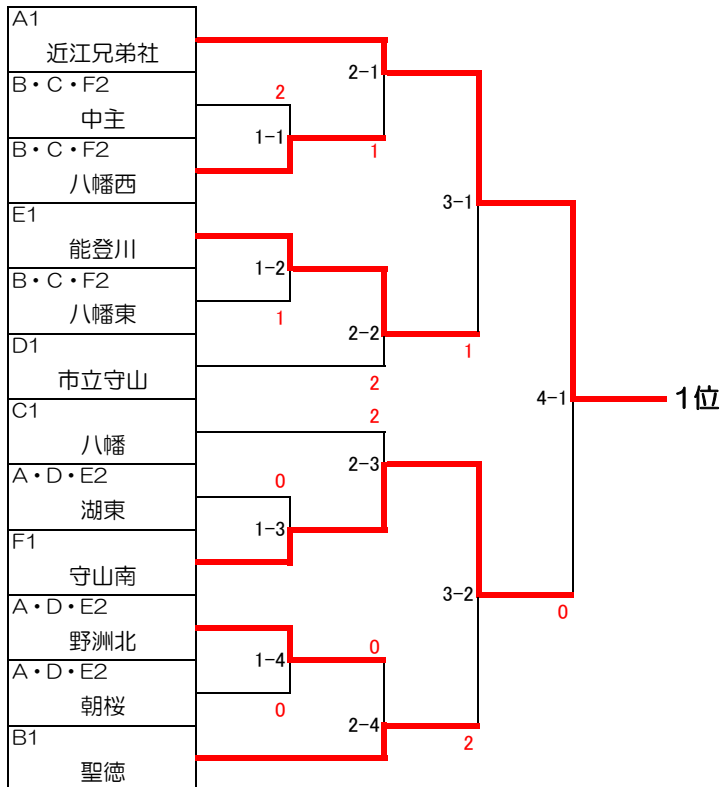 A1
近江兄弟社
B・C・F2
中主
B・C・F2
八幡西
E1
能登川
B・C・F2
八幡東
D1
市立守山
C1
八幡
A・D・E2
湖東
F1
守山南
A・D・E2
野洲北
A・D・E2
朝桜
B1
聖徳
2
1-1
1-2
1
0
1-3
1-4
0
2-1
1
2-2
2
2
2-3
0
2-4
3-1
1
3-2
2
4-1
0
1位